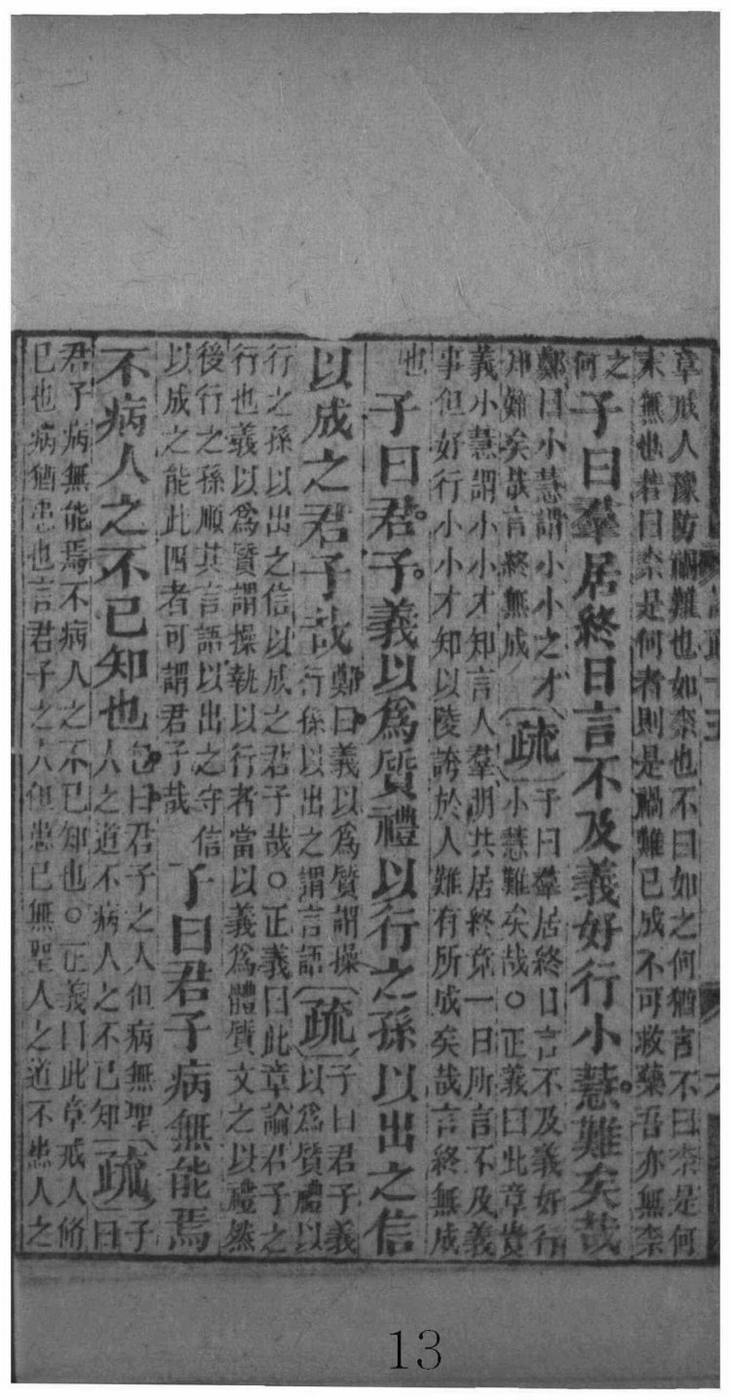 章戒人豫防禍難也如柰也不曰如之何猶言不曰柰是何
末無也若曰柰是何者則是禍難已成不可救藥吾亦無柰
之何
子曰羣居終日言不及義好行小慧難矣哉
鄭曰小慧謂小小之才
難矣哉言終無成
疏
子曰羣居終日言不及義好行
小慧難矣哉○正義曰此章貴
義小慧謂小小才知言人羣朋共居終竟一日所言不及義
事但好行小小才知以陵誇於人難有所成矣哉言終無成
也
子曰君子義以爲質禮以行之孫以出之信
以成之君子哉
鄭曰義以爲質謂操
行孫以出之謂言語
疏
子曰君子義
以爲質禮以
行之孫以出之信以成之君子哉○正義曰此章論君子之
行也義以爲質謂操執以行者當以義爲體質文之以禮然
後行之孫順其言語以出之守信
以成之能此四者可謂君子哉
子曰君子病無能焉
不病人之不已知也
包曰君子之人但病無聖
人之道不病人之不已知
疏
子
曰
君子病無能焉不病人之不已知也○正義曰此章戒人脩
已也病猶患也言君子之人但患已無聖人之道不患人之
13